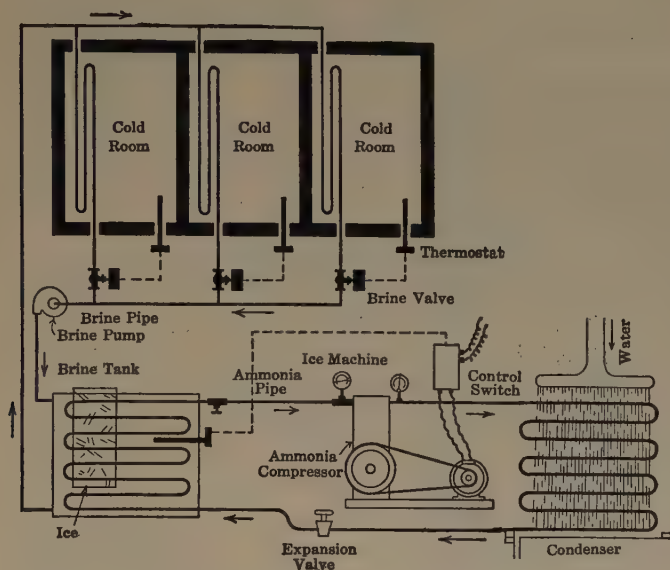 Cold
Room
Cold
Room
Cold
Room
Thermostat
Brine Valve
Brine Pipe
Brine Pump
Brine Tank
Ammonia
Pipe
Ice Machine
Control
Switch
Water
Ammonia
Compressor
Ice
Expansion
Valve
Condenser